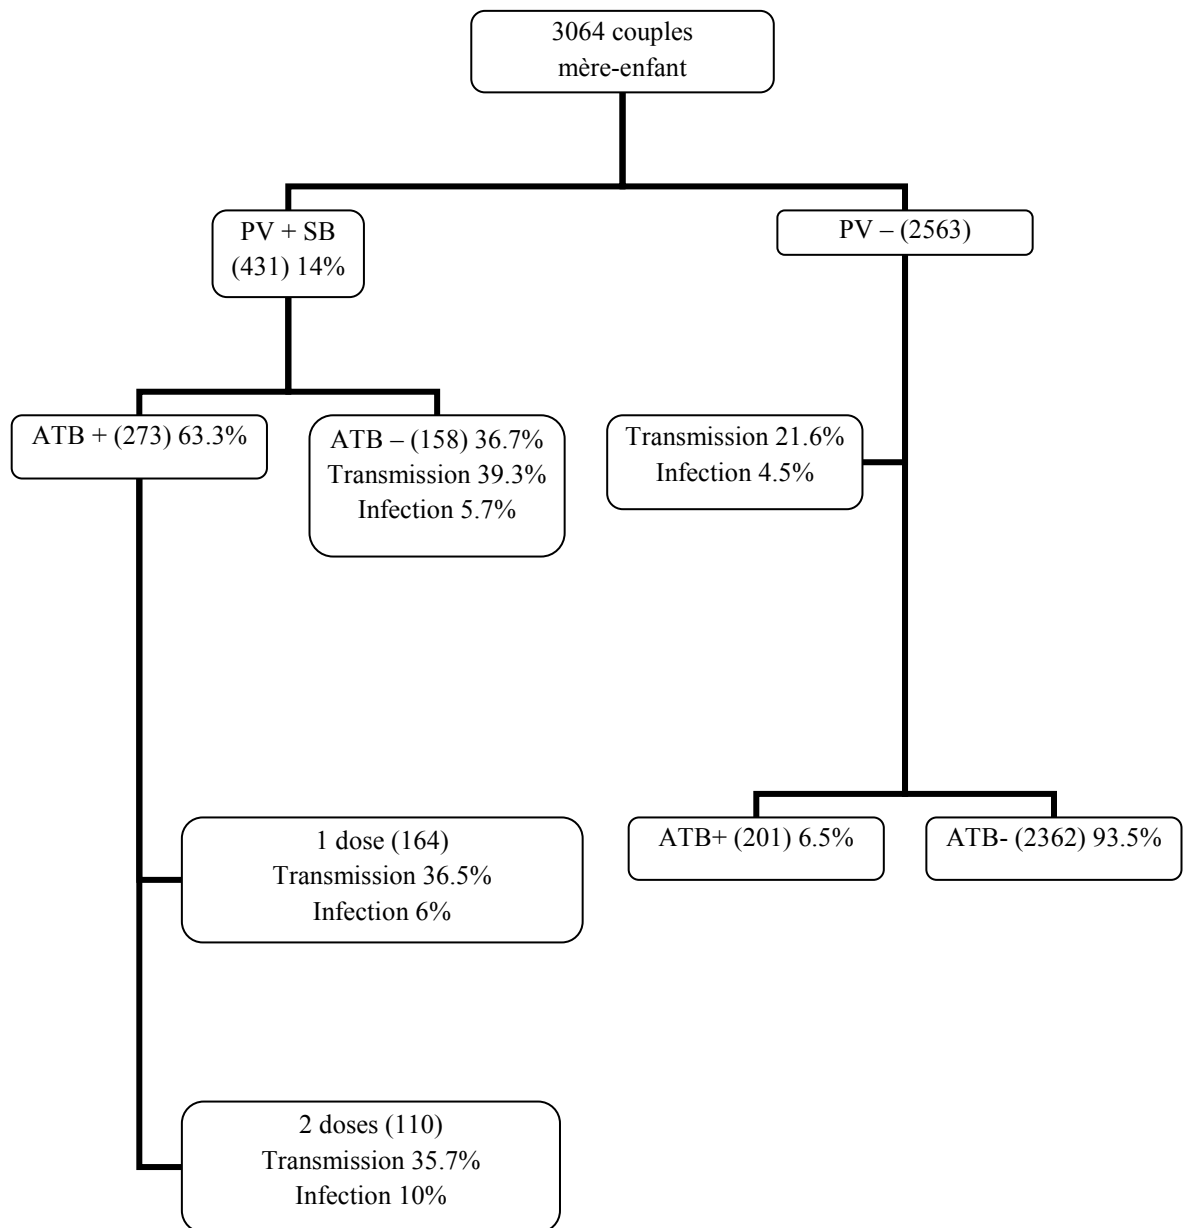 3064 couples
mère-enfant
PV + SB
(431) 14%
PV – (2563)
ATB + (273) 63.3%
ATB – (158) 36.7%
Transmission 39.3%
Infection 5.7%
Transmission 21.6%
Infection 4.5%
ATB+ (201) 6.5%
ATB- (2362) 93.5%
1 dose (164)
Transmission 36.5%
Infection 6%
2 doses (110)
Transmission 35.7%
Infection 10%